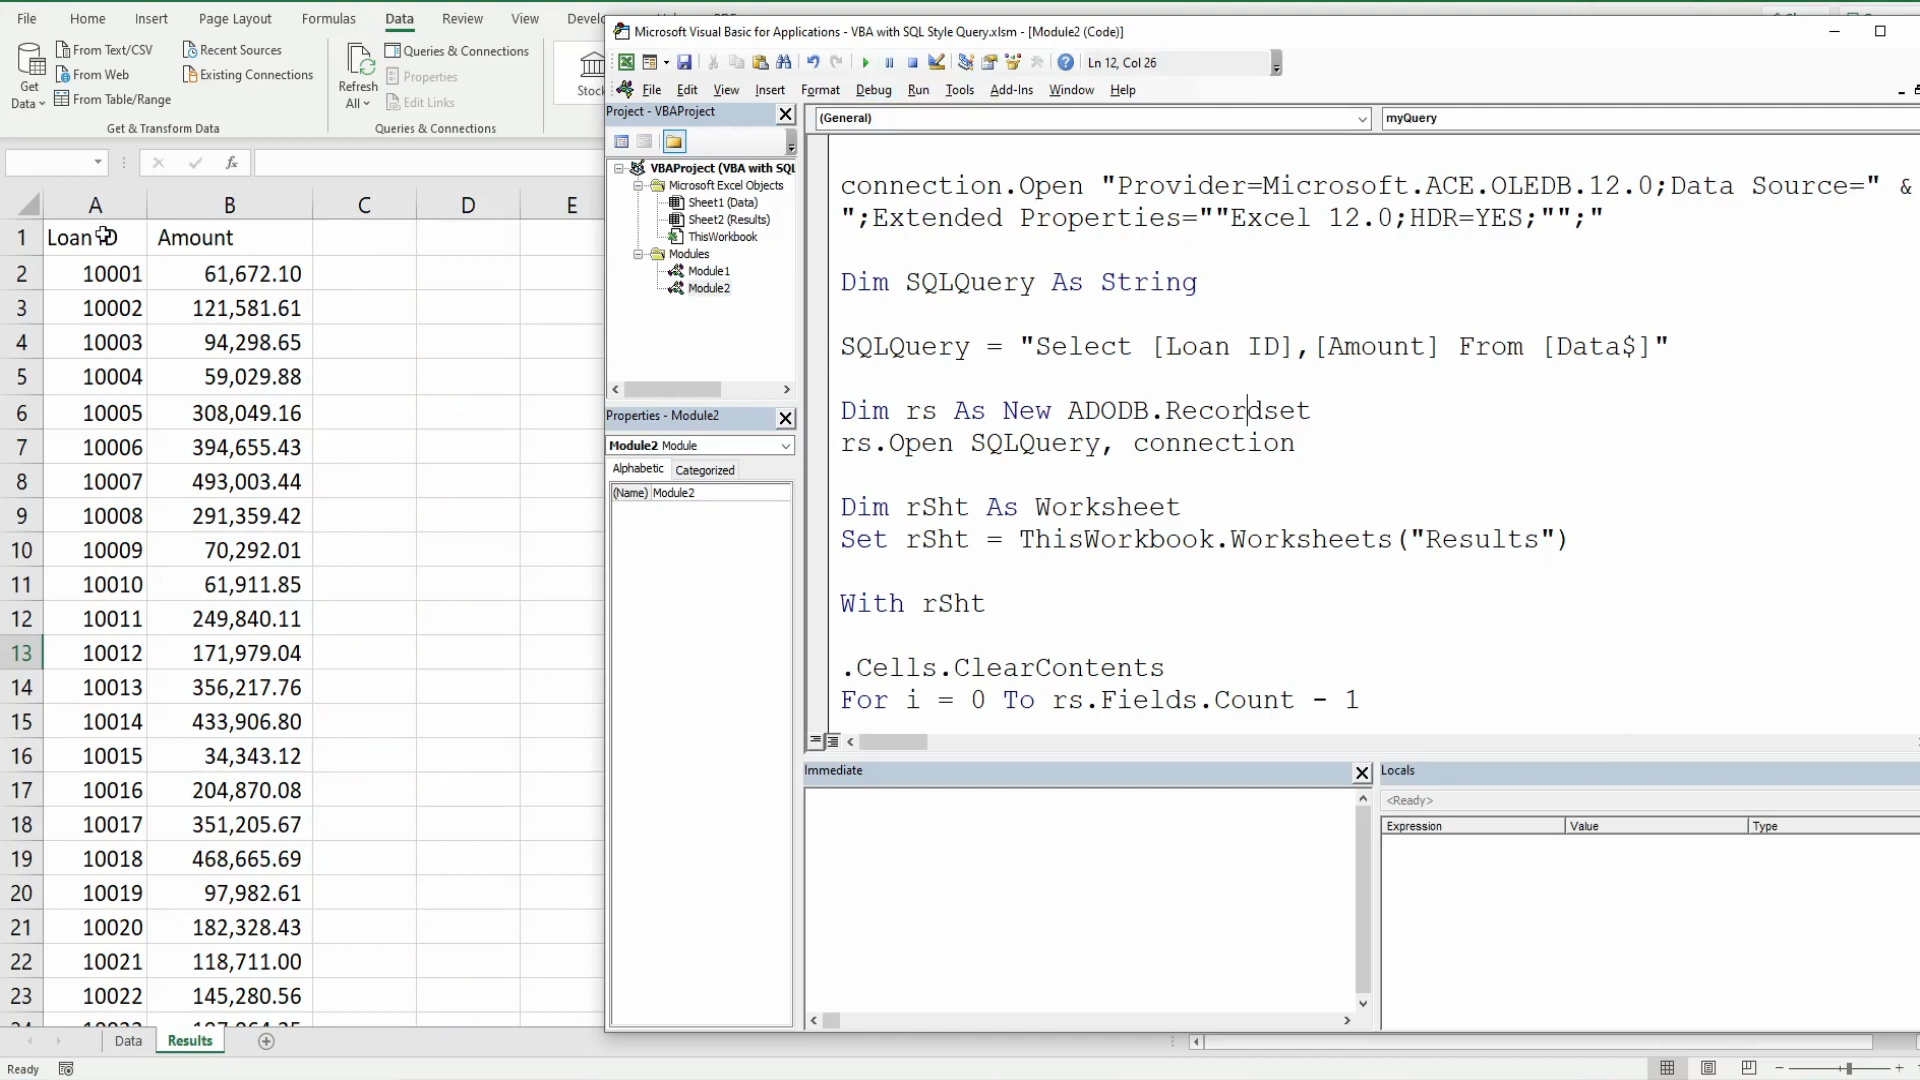 File Home Insert Page Layout Formulas Data Review View
Microsoft Visual Basic for Applications - VBA with SQL Style Query.xlsm - [Module2 (Code)]
From Text/CSV
From Web
From Table/Range
Get
Data
Recent Sources
Existing Connections
Get & Transform Data
Refresh
All
Queries & Connections
Properties
Edit Links
Queries & Connections
Ln 12, Col 26
File Edit View Insert Format Debug Run Tools Add-Ins Window Help
Project - VBAProject
VBAProject (VBA with SQL
Microsoft Excel Objects
Sheet1 (Data)
Sheet2 (Results)
ThisWorkbook
Modules
Module1
Module2
Properties - Module2
Module2 Module
Alphabetic Categorized
(Name) Module2
(General)
myQuery
connection.Open "Provider=Microsoft.ACE.OLEDB.12.0;Data Source=" &
";Extended Properties=""Excel 12.0;HDR=YES;"";"
Dim SQLQuery As String
SQLQuery = "Select [Loan ID],[Amount] From [Data$]"
Dim rs As New ADODB.Recordset
rs.Open SQLQuery, connection
Dim rSht As Worksheet
Set rSht = ThisWorkbook.Worksheets("Results")
With rSht
.Cells.ClearContents
For i = 0 To rs.Fields.Count - 1
Immediate
Locals
<Ready>
Expression Value Type
fx
A B C D E
1 Loan ID Amount
2 10001 61,672.10
3 10002 121,581.61
4 10003 94,298.65
5 10004 59,029.88
6 10005 308,049.16
7 10006 394,655.43
8 10007 493,003.44
9 10008 291,359.42
10 10009 70,292.01
11 10010 61,911.85
12 10011 249,840.11
13 10012 171,979.04
14 10013 356,217.76
15 10014 433,906.80
16 10015 34,343.12
17 10016 204,870.08
18 10017 351,205.67
19 10018 468,665.69
20 10019 97,982.61
21 10020 182,328.43
22 10021 118,711.00
23 10022 145,280.56
Data Results
Ready